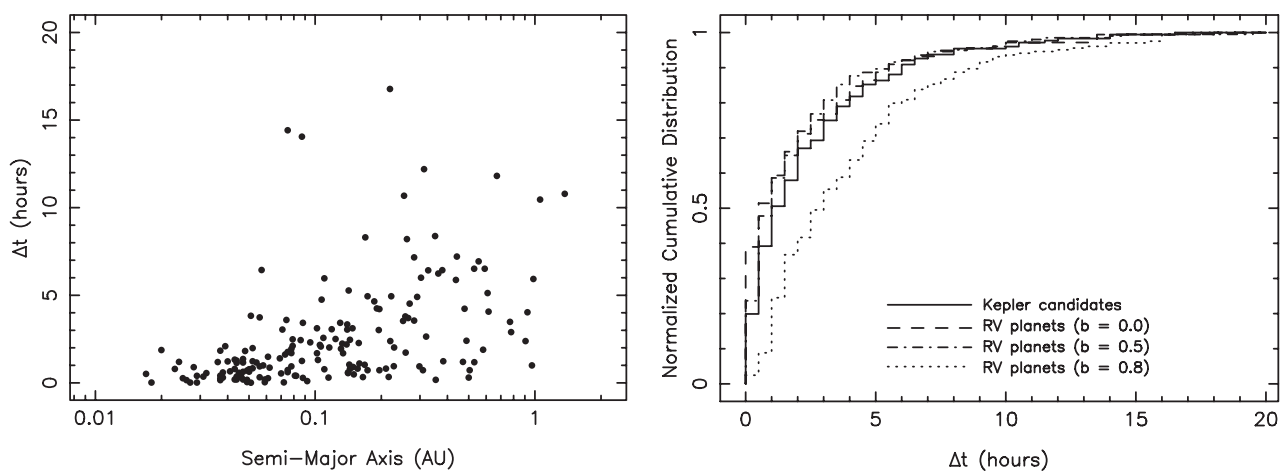 20
15
10
5
0
Δt (hours)
0.01
0.1
1
Semi-Major Axis (AU)
1
0.5
0
Normalized Cumulative Distribution
Kepler candidates
RV planets (b = 0.0)
RV planets (b = 0.5)
RV planets (b = 0.8)
0
5
10
15
20
Δt (hours)